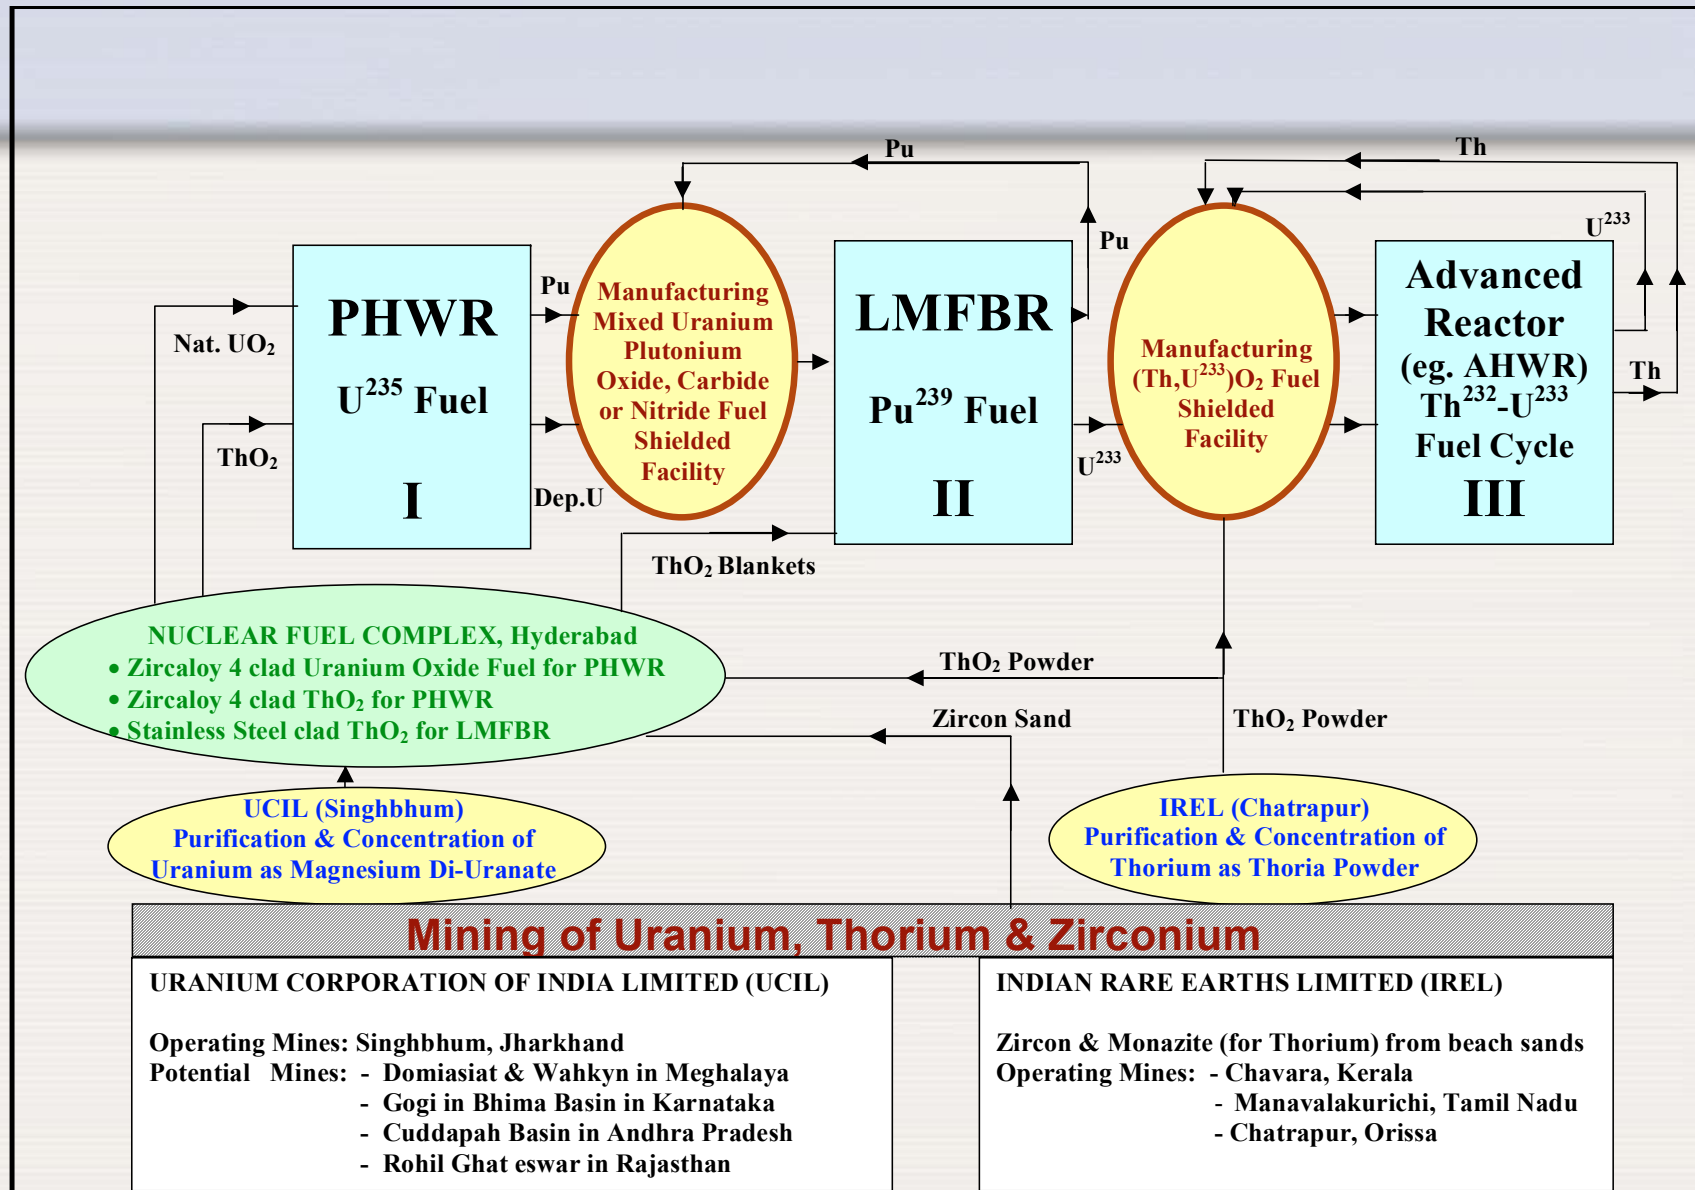 Pu
Th
U²³³
Pu
Pu
PHWR
U²³⁵ Fuel
I
Nat. UO₂
ThO₂
Dep.U
Manufacturing
Mixed Uranium
Plutonium
Oxide, Carbide
or Nitride Fuel
Shielded
Facility
LMFBR
Pu²³⁹ Fuel
II
U²³³
ThO₂ Blankets
Manufacturing
(Th,U²³³)O₂ Fuel
Shielded
Facility
Advanced
Reactor
(eg. AHWR)
Th²³²-U²³³
Fuel Cycle
III
Th
NUCLEAR FUEL COMPLEX, Hyderabad
• Zircaloy 4 clad Uranium Oxide Fuel for PHWR
• Zircaloy 4 clad ThO₂ for PHWR
• Stainless Steel clad ThO₂ for LMFBR
ThO₂ Powder
Zircon Sand
ThO₂ Powder
UCIL (Singhbhum)
Purification & Concentration of
Uranium as Magnesium Di-Uranate
IREL (Chatrapur)
Purification & Concentration of
Thorium as Thoria Powder
Mining of Uranium, Thorium & Zirconium
URANIUM CORPORATION OF INDIA LIMITED (UCIL)
Operating Mines: Singhbhum, Jharkhand
Potential Mines: - Domiasiat & Wahkyn in Meghalaya
- Gogi in Bhima Basin in Karnataka
- Cuddapah Basin in Andhra Pradesh
- Rohil Ghat eswar in Rajasthan
INDIAN RARE EARTHS LIMITED (IREL)
Zircon & Monazite (for Thorium) from beach sands
Operating Mines: - Chavara, Kerala
- Manavalakurichi, Tamil Nadu
- Chatrapur, Orissa